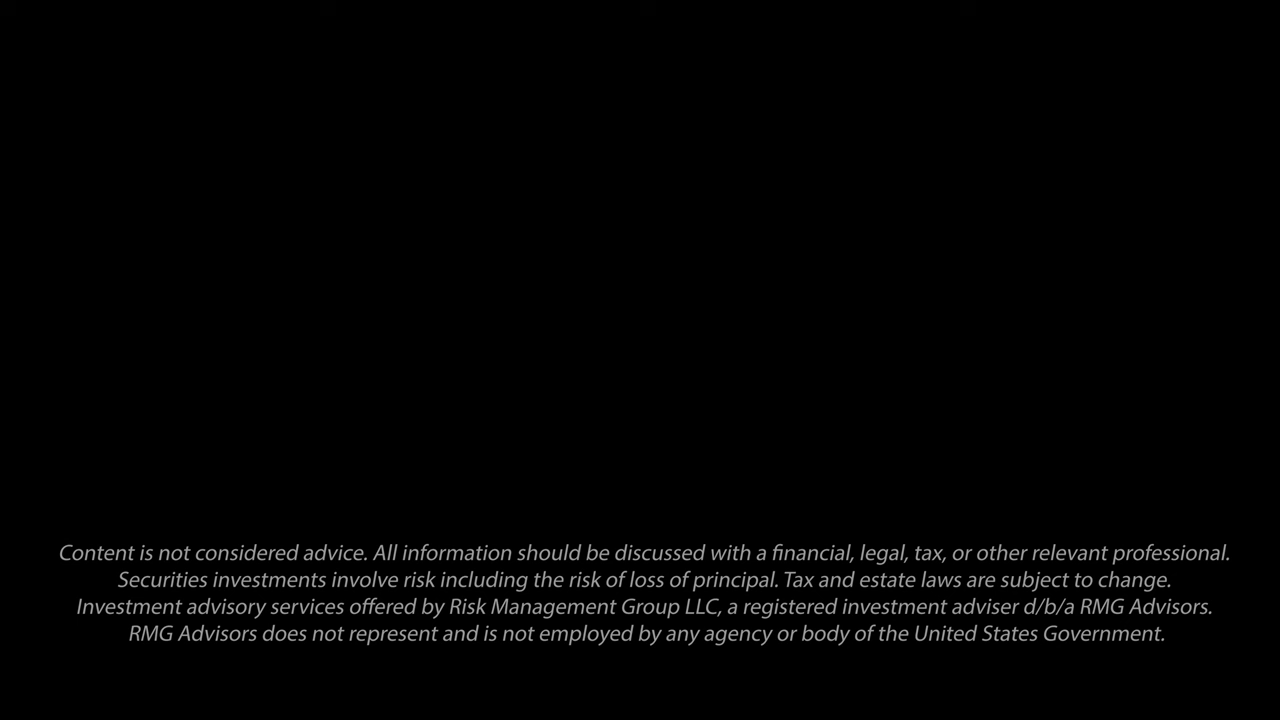 Content is not considered advice. All information should be discussed with a financial, legal, tax, or other relevant professional.
Securities investments involve risk including the risk of loss of principal. Tax and estate laws are subject to change.
Investment advisory services offered by Risk Management Group LLC, a registered investment adviser d/b/a RMG Advisors.
RMG Advisors does not represent and is not employed by any agency or body of the United States Government.